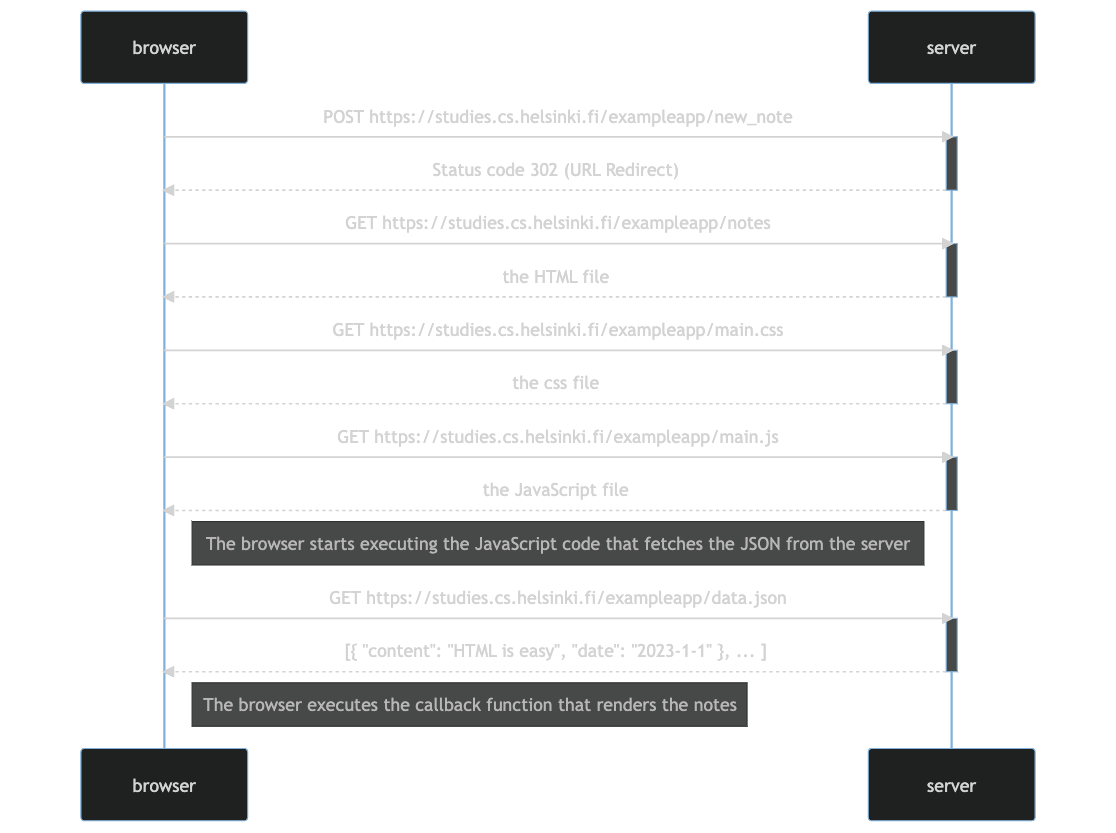 browser
server
POST https://studies.cs.helsinki.fi/exampleapp/new_note
Status code 302 (URL Redirect)
GET https://studies.cs.helsinki.fi/exampleapp/notes
the HTML file
GET https://studies.cs.helsinki.fi/exampleapp/main.css
the css file
GET https://studies.cs.helsinki.fi/exampleapp/main.js
the JavaScript file
The browser starts executing the JavaScript code that fetches the JSON from the server
GET https://studies.cs.helsinki.fi/exampleapp/data.json
[{ "content": "HTML is easy", "date": "2023-1-1" }, ... ]
The browser executes the callback function that renders the notes
browser
server